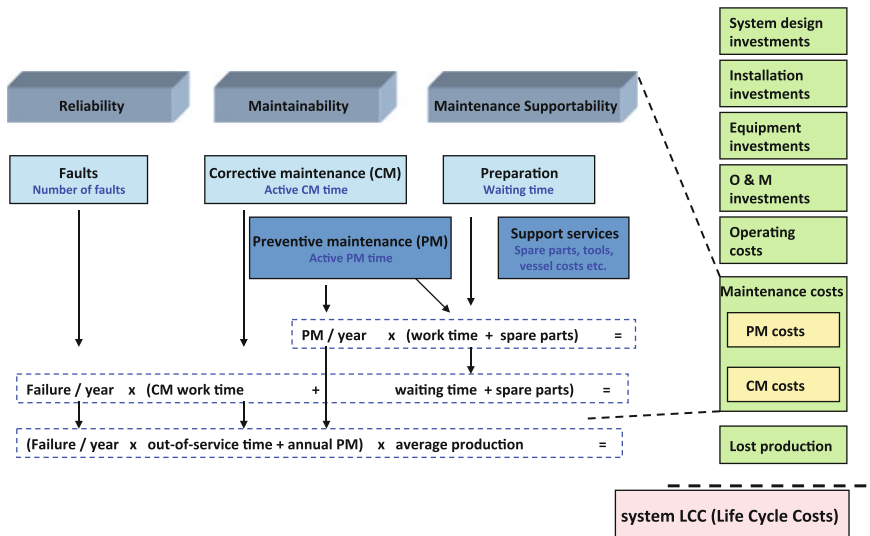 Reliability
Maintainability
Maintenance Supportability
Faults
Number of faults
Corrective maintenance (CM)
Active CM time
Preparation
Waiting time
Preventive maintenance (PM)
Active PM time
Support services
Spare parts, tools,
vessel costs etc.
PM / year x (work time + spare parts) =
Failure / year x (CM work time + waiting time + spare parts) =
(Failure / year x out-of-service time + annual PM) x average production =
System design
investments
Installation
investments
Equipment
investments
O & M
investments
Operating
costs
Maintenance costs
PM costs
CM costs
Lost production
system LCC (Life Cycle Costs)